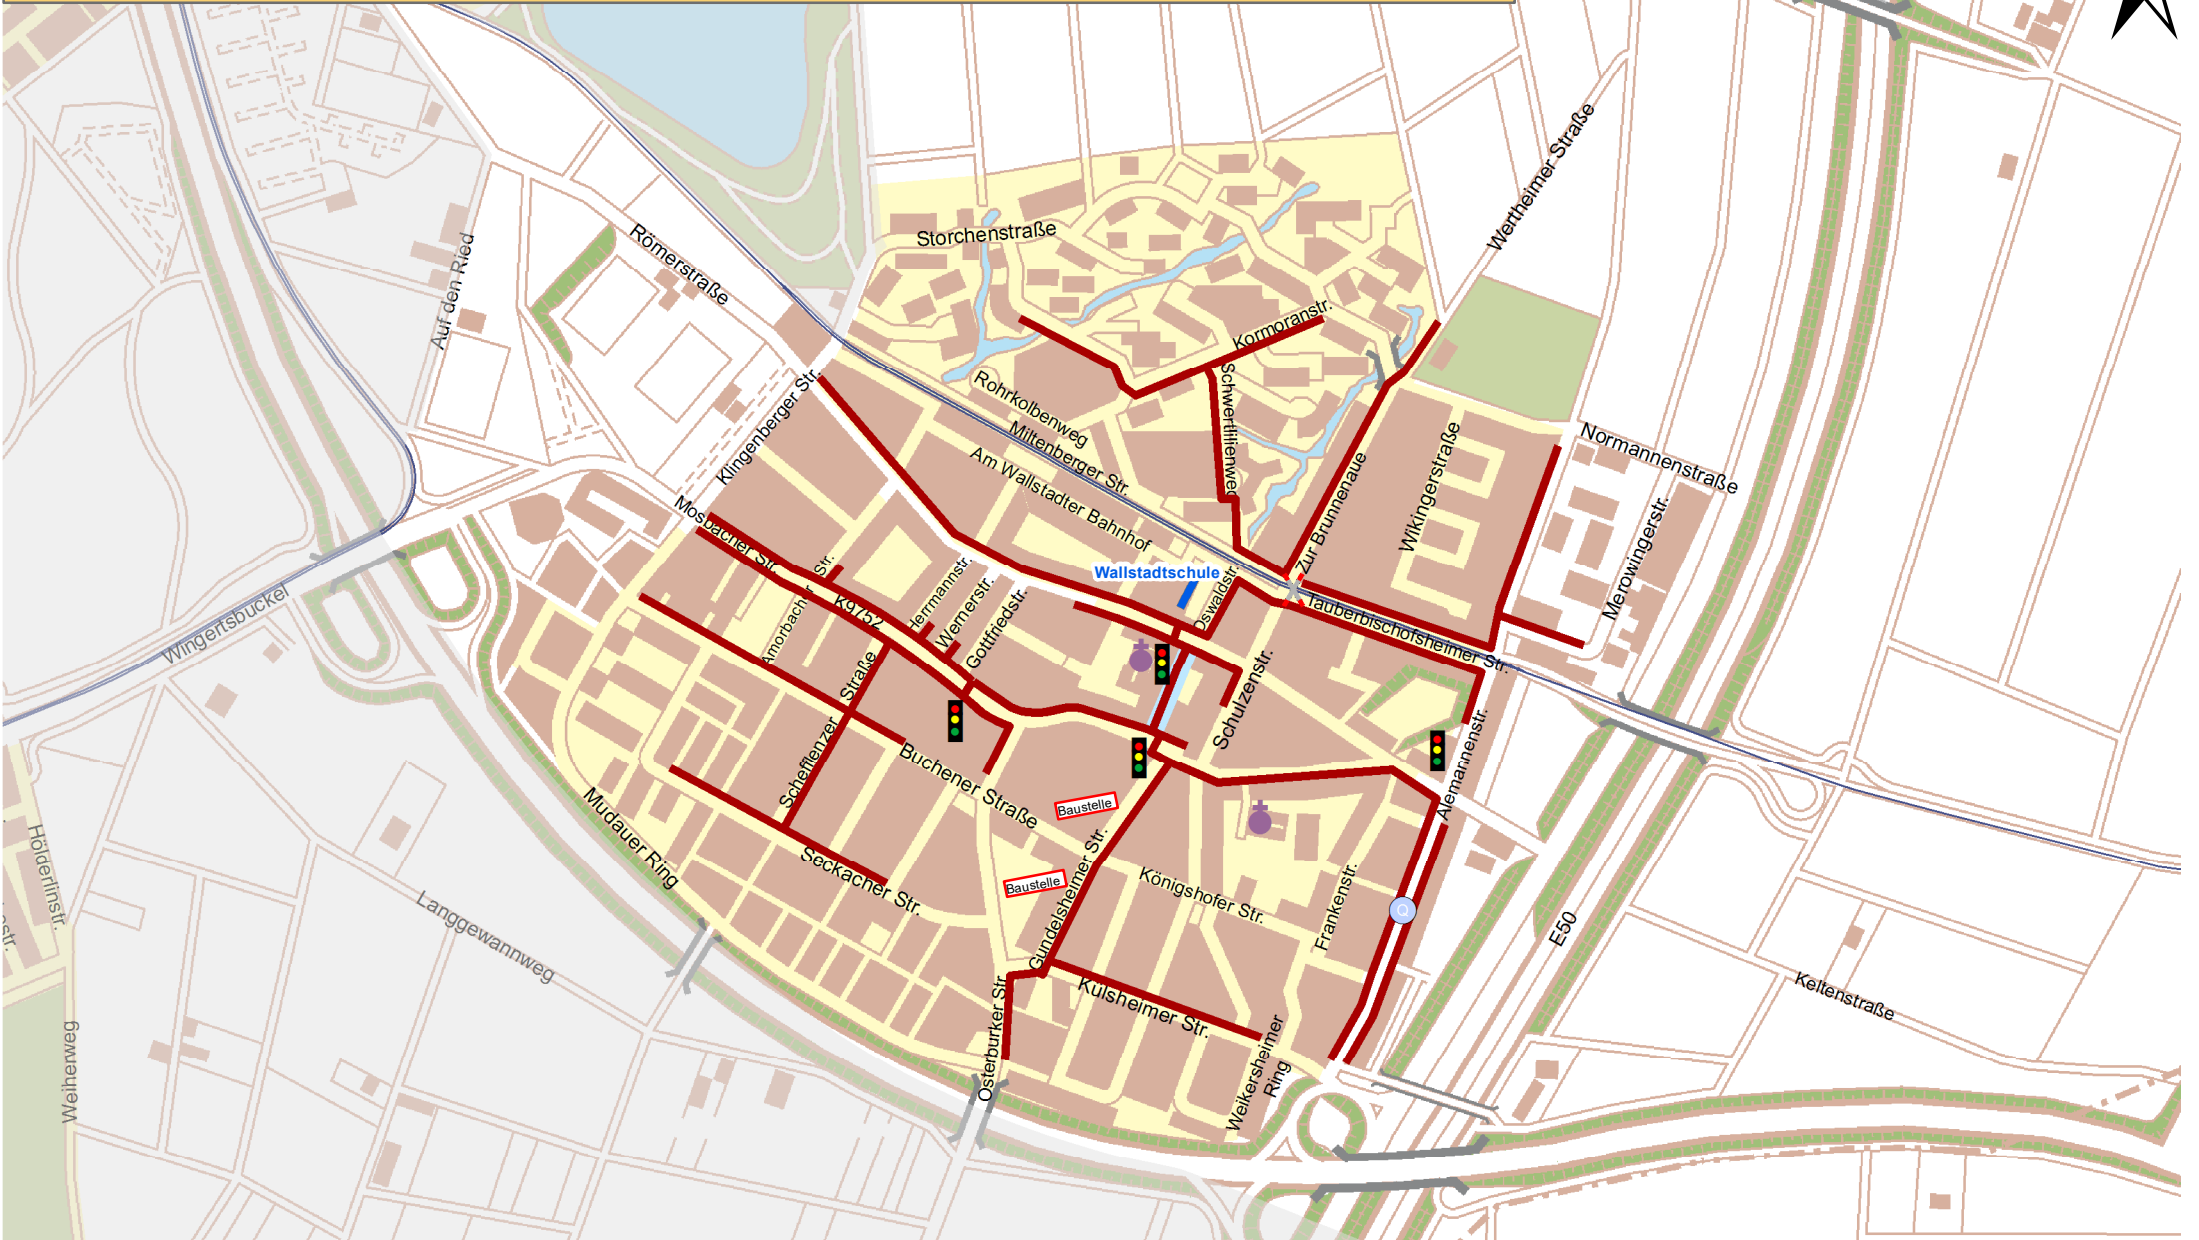 Wertheimer Straße
Storchenstraße
Römerstraße
Auf den Ried
Kormoranstr.
Klingenberger Str.
Rohrkolbenweg
Schwertlilienweg
Miltenberger Str.
Am Wallstadter Bahnhof
Normannenstraße
Wikingerstraße
Zur Brunnenaue
Merowingerstr.
Mosbacher Str.
Wallstadtschule
Oswaldstr.
Tauberbischofsheimer Str.
Amorbacher Str.
K9752
Herrmannstr.
Wernerstr.
Gottfriedstr.
Wingertsbuckel
Schefflenzer Straße
Schulzenstr.
Alemannenstr.
Buchener Straße
Baustelle
Mudauer Ring
Hölderlinstr.
Seckacher Str.
Baustelle
Gundelsheimer Str.
Königshofer Str.
Frankenstr.
Q
E50
Langgewannweg
str.
Külsheimer Str.
Keltenstraße
Osterburker Str.
Weikersheimer
Ring
Weiherweg